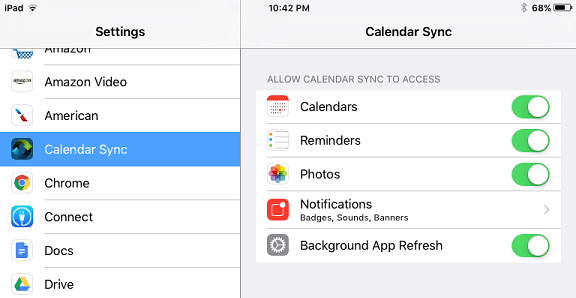 iPad 10:42 PM 68%
Settings
Calendar Sync
Amazon
Amazon Video
American
Calendar Sync
Chrome
Connect
Docs
Drive
ALLOW CALENDAR SYNC TO ACCESS
Calendars
Reminders
Photos
Notifications
Badges, Sounds, Banners
Background App Refresh